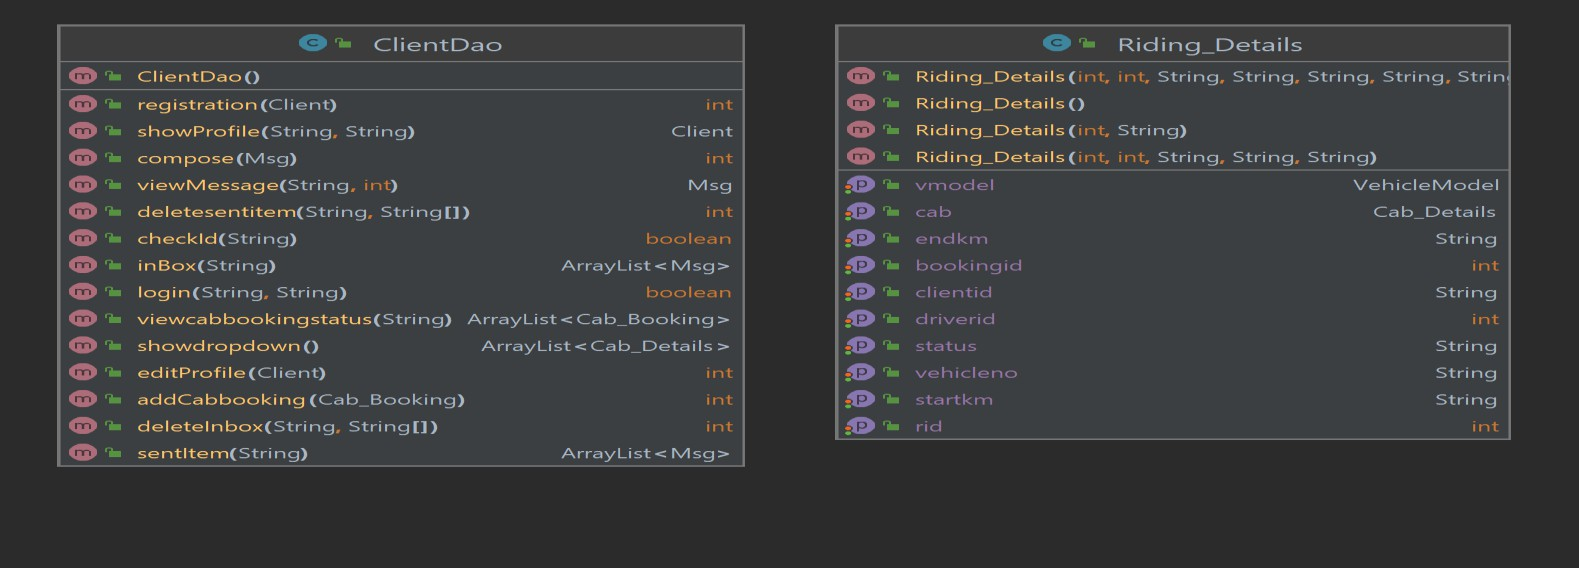 ClientDao
ClientDao()
registration(Client) int
showProfile(String, String) Client
compose(Msg) int
viewMessage(String, int) Msg
deletesentitem(String, String[]) int
checkId(String) boolean
inBox(String) ArrayList<Msg>
login(String, String) boolean
viewcabbookingstatus(String) ArrayList<Cab_Booking>
showdropdown() ArrayList<Cab_Details>
editProfile(Client) int
addCabbooking(Cab_Booking) int
deleteInbox(String, String[]) int
sentItem(String) ArrayList<Msg>
Riding_Details
Riding_Details(int, int, String, String, String, String,
Riding_Details()
Riding_Details(int, String)
Riding_Details(int, int, String, String, String)
vmodel VehicleModel
cab Cab_Details
endkm String
bookingid int
clientid String
driverid int
status String
vehicleno String
startkm String
rid int